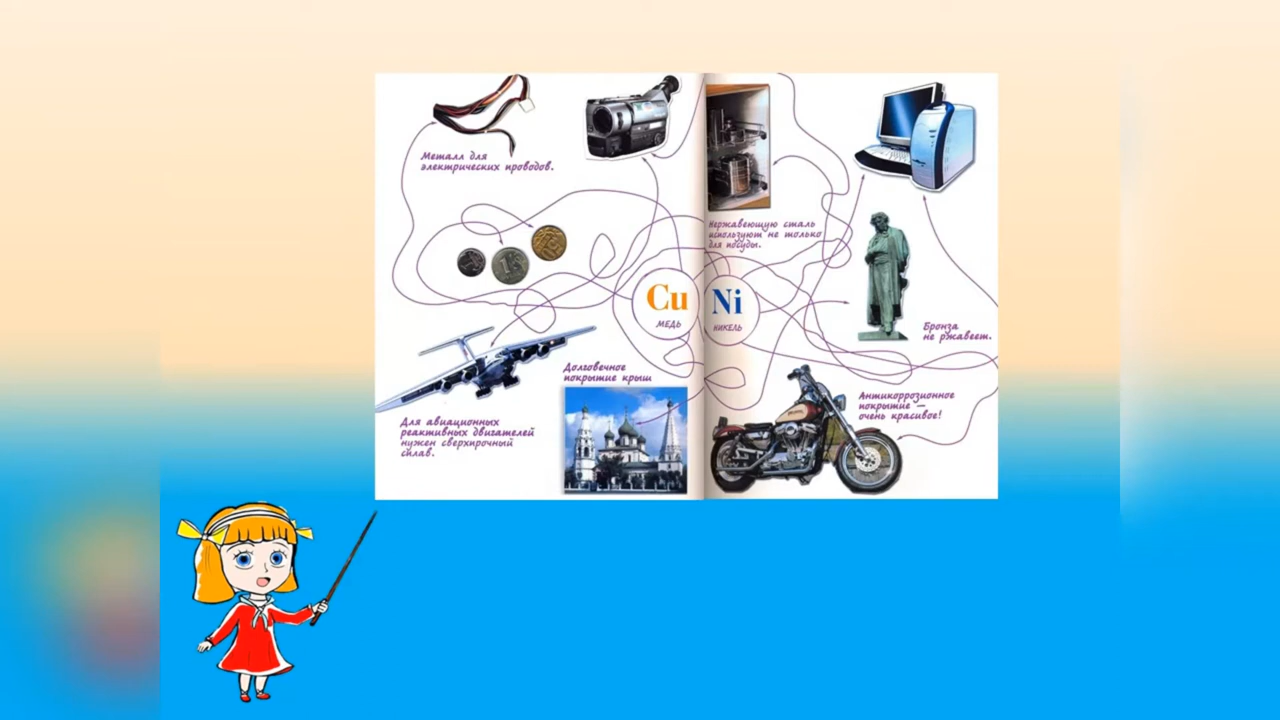 Металл для
электрических проводов.
Нержавеющую сталь
используют не только
для посуды.
Cu
МЕДЬ
Ni
НИКЕЛЬ
Бронза
не ржавеет.
Долговечное
покрытие крыш
Антикоррозионное
покрытие —
очень красивое!
Для авиационных
реактивных двигателей
нужен сверхпрочный
сплав.